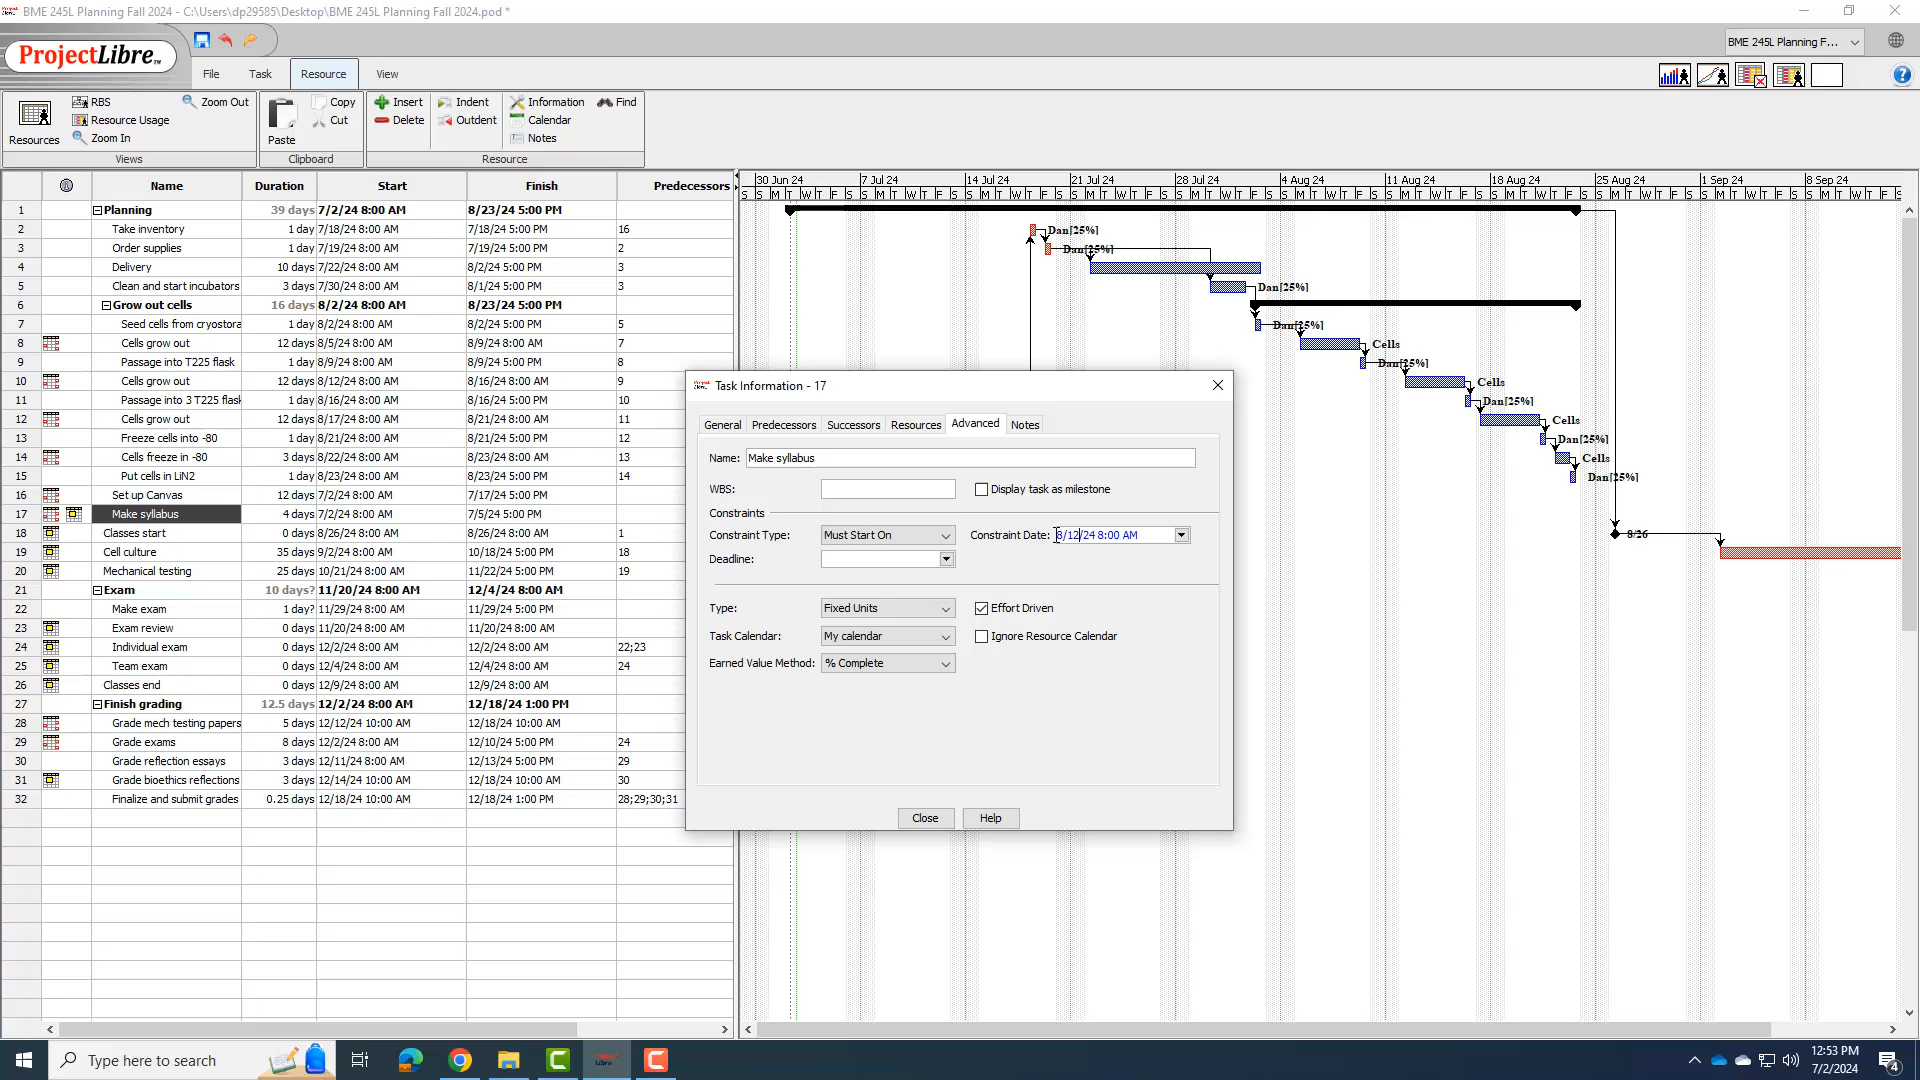 BME 245L Planning Fall 2024 - C:\Users\dp29585\Desktop\BME 245L Planning Fall 2024.pod *
ProjectLibre™
BME 245L Planning F...
File Task Resource View
Resources
RBS
Resource Usage
Zoom In
Zoom Out
Views
Paste
Copy
Cut
Clipboard
Insert
Delete
Indent
Outdent
Information
Calendar
Notes
Find
Resource
Name Duration Start Finish Predecessors
1 Planning 39 days 7/2/24 8:00 AM 8/23/24 5:00 PM
2 Take inventory 1 day 7/18/24 8:00 AM 7/18/24 5:00 PM 16
3 Order supplies 1 day 7/19/24 8:00 AM 7/19/24 5:00 PM 2
4 Delivery 10 days 7/22/24 8:00 AM 8/2/24 5:00 PM 3
5 Clean and start incubators 3 days 7/30/24 8:00 AM 8/1/24 5:00 PM 3
6 Grow out cells 16 days 8/2/24 8:00 AM 8/23/24 5:00 PM
7 Seed cells from cryostora 1 day 8/2/24 8:00 AM 8/2/24 5:00 PM 5
8 Cells grow out 12 days 8/5/24 8:00 AM 8/9/24 8:00 AM 7
9 Passage into T225 flask 1 day 8/9/24 8:00 AM 8/9/24 5:00 PM 8
10 Cells grow out 12 days 8/12/24 8:00 AM 8/16/24 8:00 AM 9
11 Passage into 3 T225 flask 1 day 8/16/24 8:00 AM 8/16/24 5:00 PM 10
12 Cells grow out 12 days 8/17/24 8:00 AM 8/21/24 8:00 AM 11
13 Freeze cells into -80 1 day 8/21/24 8:00 AM 8/21/24 5:00 PM 12
14 Cells freeze in -80 3 days 8/22/24 8:00 AM 8/23/24 8:00 AM 13
15 Put cells in LiN2 1 day 8/23/24 8:00 AM 8/23/24 5:00 PM 14
16 Set up Canvas 12 days 7/2/24 8:00 AM 7/17/24 5:00 PM
17 Make syllabus 4 days 7/2/24 8:00 AM 7/5/24 5:00 PM
18 Classes start 0 days 8/26/24 8:00 AM 8/26/24 8:00 AM 1
19 Cell culture 35 days 9/2/24 8:00 AM 10/18/24 5:00 PM 18
20 Mechanical testing 25 days 10/21/24 8:00 AM 11/22/24 5:00 PM 19
21 Exam 10 days? 11/20/24 8:00 AM 12/4/24 8:00 AM
22 Make exam 1 day? 11/29/24 8:00 AM 11/29/24 5:00 PM
23 Exam review 0 days 11/20/24 8:00 AM 11/20/24 8:00 AM
24 Individual exam 0 days 12/2/24 8:00 AM 12/2/24 8:00 AM 22;23
25 Team exam 0 days 12/4/24 8:00 AM 12/4/24 8:00 AM 24
26 Classes end 0 days 12/9/24 8:00 AM 12/9/24 8:00 AM
27 Finish grading 12.5 days 12/2/24 8:00 AM 12/18/24 1:00 PM
28 Grade mech testing papers 5 days 12/12/24 10:00 AM 12/18/24 10:00 AM
29 Grade exams 8 days 12/2/24 8:00 AM 12/10/24 5:00 PM 24
30 Grade reflection essays 3 days 12/11/24 8:00 AM 12/13/24 5:00 PM 29
31 Grade bioethics reflections 3 days 12/14/24 10:00 AM 12/18/24 10:00 AM 30
32 Finalize and submit grades 0.25 days 12/18/24 10:00 AM 12/18/24 1:00 PM 28;29;30;31
30 Jun 24 7 Jul 24 14 Jul 24 21 Jul 24 28 Jul 24 4 Aug 24 11 Aug 24 18 Aug 24 25 Aug 24 1 Sep 24 8 Sep 24
S S M T W T F S S M T W T F S S M T W T F S S M T W T F S S M T W T F S S M T W T F S S M T W T F S S M T W T F S S M T W T F S S M T W T F S S M T W T F S
Dan[25%]
Dan[25%]
Dan[25%]
Dan[25%]
Cells
Dan[25%]
Cells
Dan[25%]
Cells
Dan[25%]
Cells
Dan[25%]
8/26
Task Information - 17
General Predecessors Successors Resources Advanced Notes
Name: Make syllabus
WBS: Display task as milestone
Constraints
Constraint Type: Must Start On Constraint Date: 8/12/24 8:00 AM
Deadline:
Type: Fixed Units Effort Driven
Task Calendar: My calendar Ignore Resource Calendar
Earned Value Method: % Complete
Close Help
Type here to search
12:53 PM
7/2/2024
4